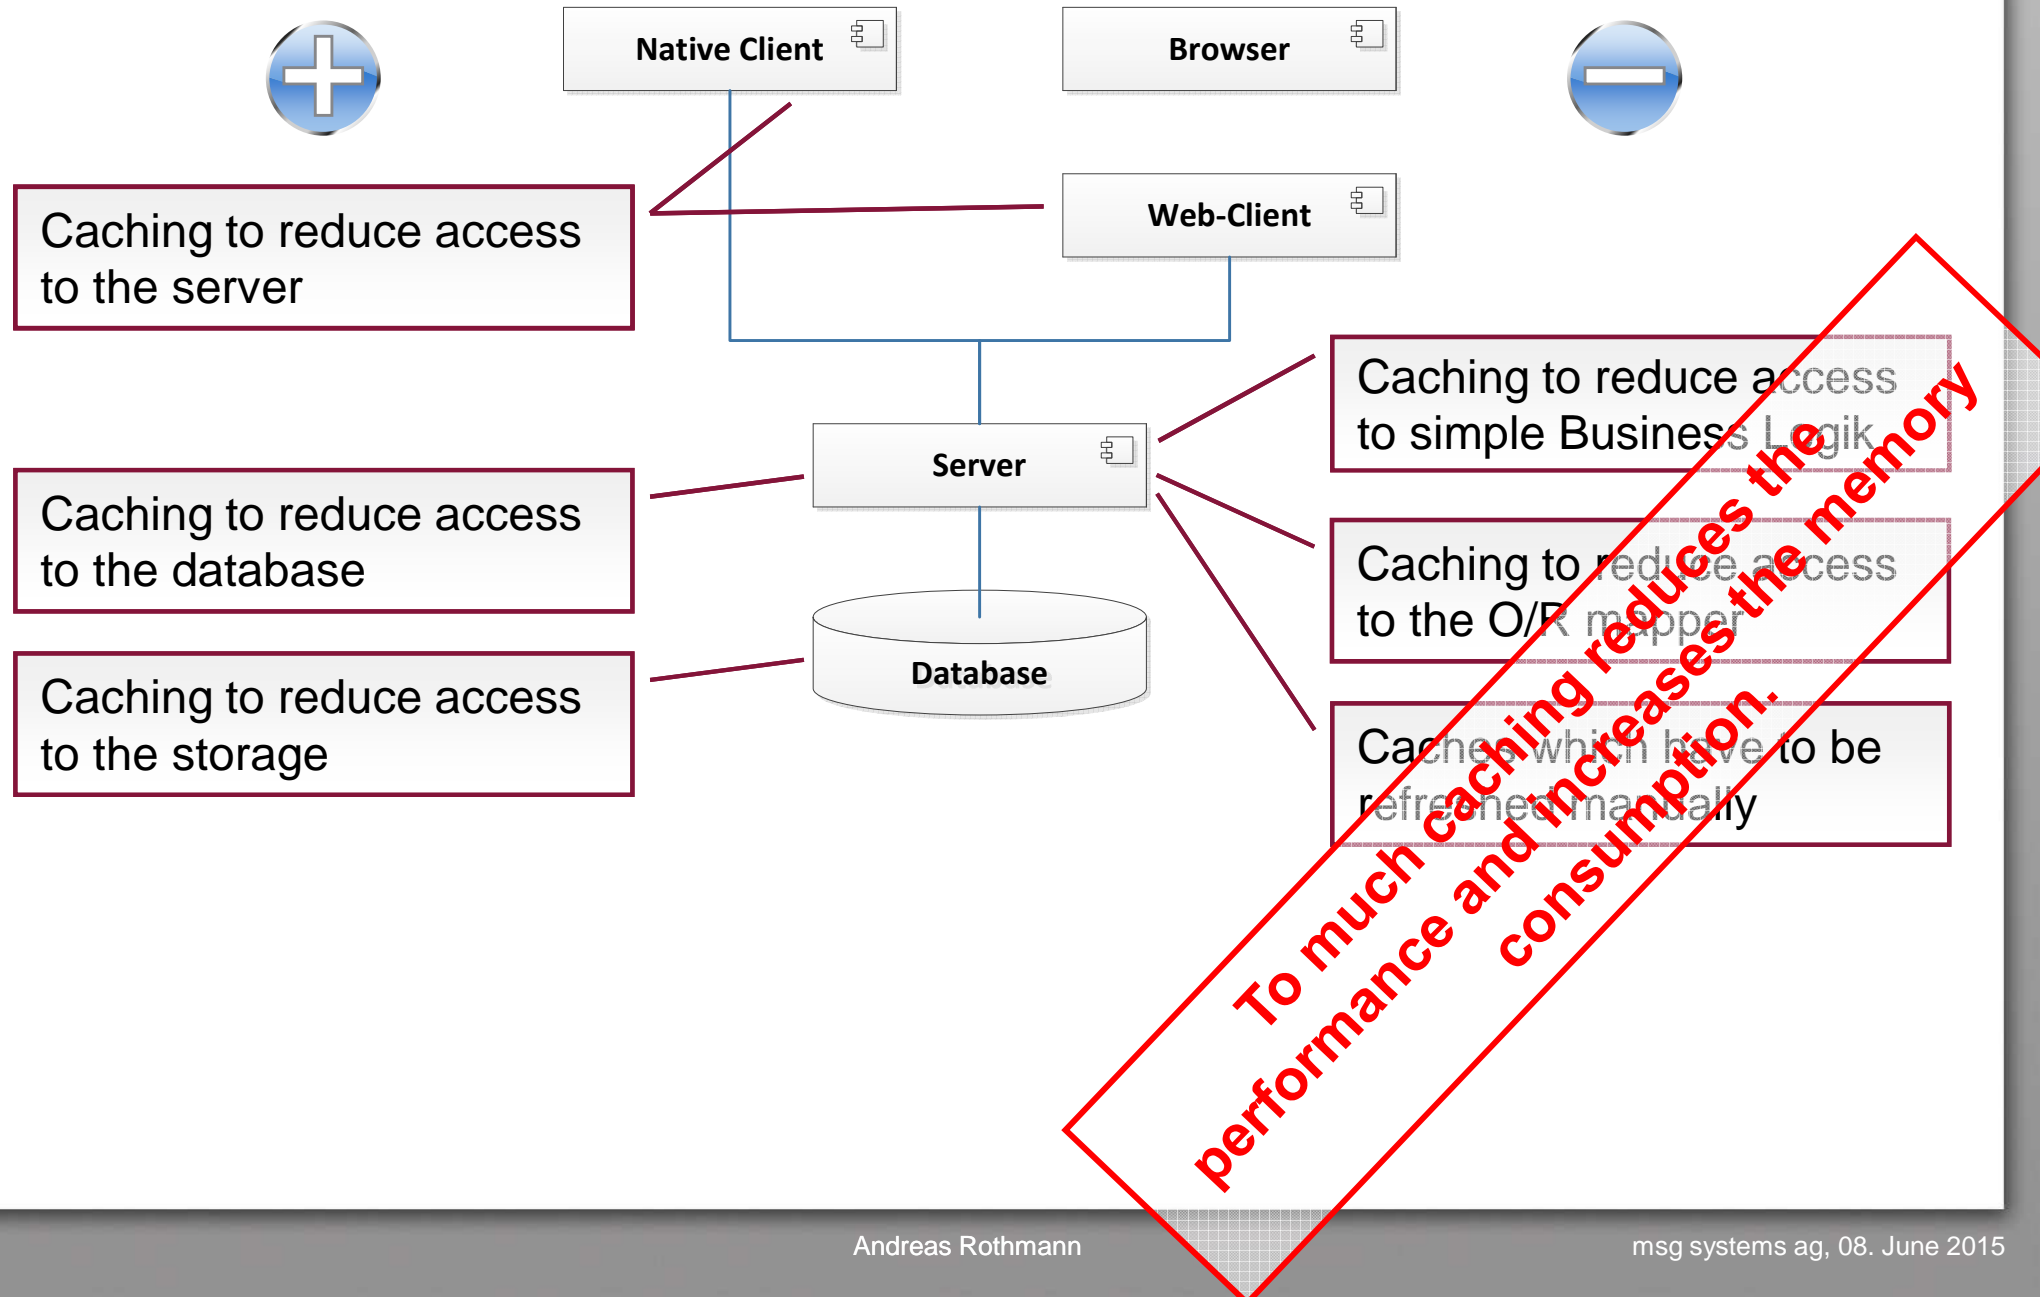 Native Client
Browser
Caching to reduce access
to the server
Web-Client
Caching to reduce access
to simple Business Logik
Server
Caching to reduce access
to the database
Caching to reduce access
to the O/R mapper
Database
Caching to reduce access
to the storage
Caches which have to be
refreshed manually
To much caching reduces the
performance and increases the memory
consumption.
Andreas Rothmann
msg systems ag, 08. June 2015